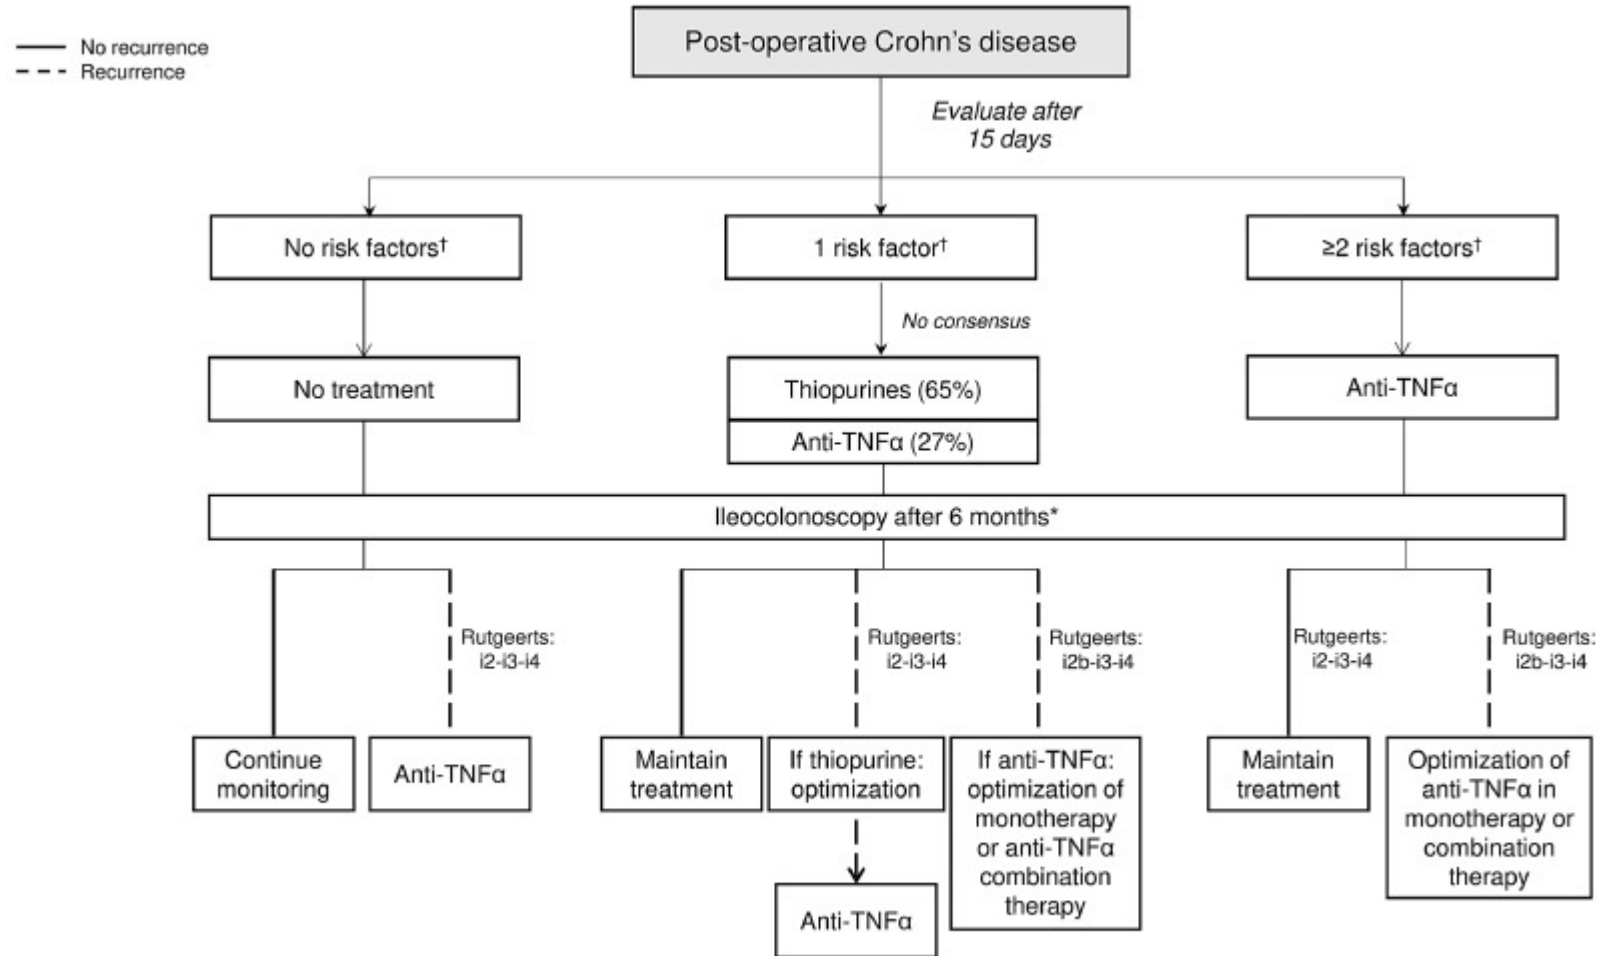 No recurrence
Recurrence
Post-operative Crohn's disease
Evaluate after
15 days
No risk factors†
1 risk factor†
≥2 risk factors†
No consensus
No treatment
Thiopurines (65%)
Anti-TNFα (27%)
Anti-TNFα
Ileocolonoscopy after 6 months*
Rutgeerts:
i2-i3-i4
Rutgeerts:
i2-i3-i4
Rutgeerts:
i2b-i3-i4
Rutgeerts:
i2-i3-i4
Rutgeerts:
i2b-i3-i4
Continue
monitoring
Anti-TNFα
Maintain
treatment
If thiopurine:
optimization
Anti-TNFα
If anti-TNFα:
optimization of
monotherapy
or anti-TNFα
combination
therapy
Maintain
treatment
Optimization of
anti-TNFα in
monotherapy or
combination
therapy